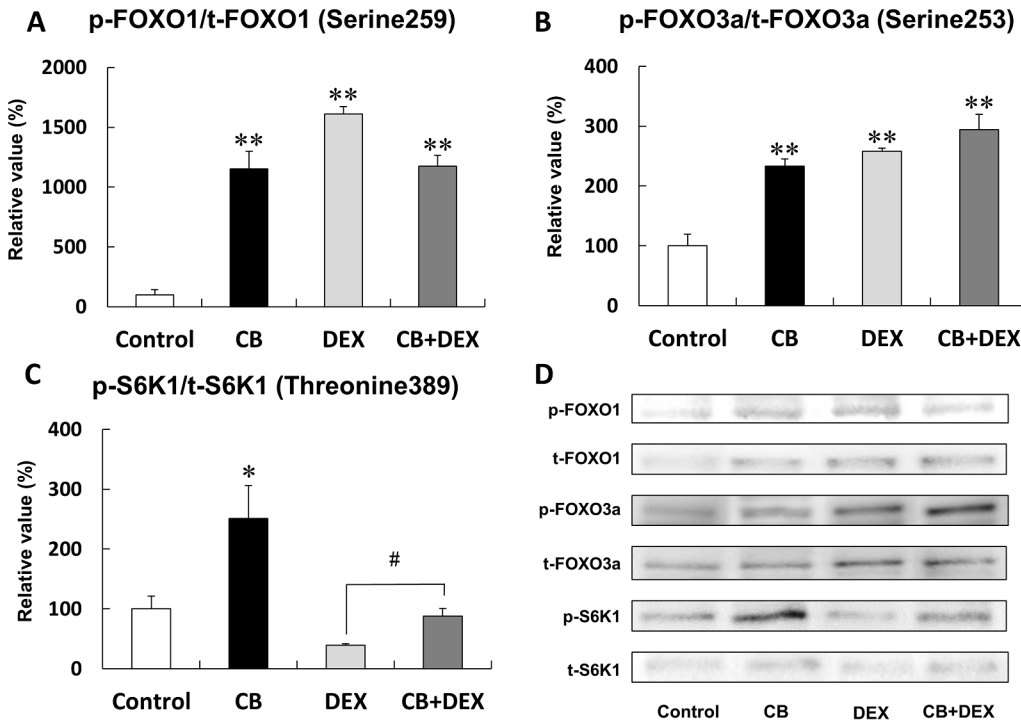 A
p-FOXO1/t-FOXO1 (Serine259)
Relative value (%)
2000
1500
1000
500
0
**
**
**
Control
CB
DEX
CB+DEX
B
p-FOXO3a/t-FOXO3a (Serine253)
Relative value (%)
400
300
200
100
0
**
**
**
Control
CB
DEX
CB+DEX
C
p-S6K1/t-S6K1 (Threonine389)
Relative value (%)
400
300
200
100
0
*
#
Control
CB
DEX
CB+DEX
D
p-FOXO1
t-FOXO1
p-FOXO3a
t-FOXO3a
p-S6K1
t-S6K1
Control
CB
DEX
CB+DEX